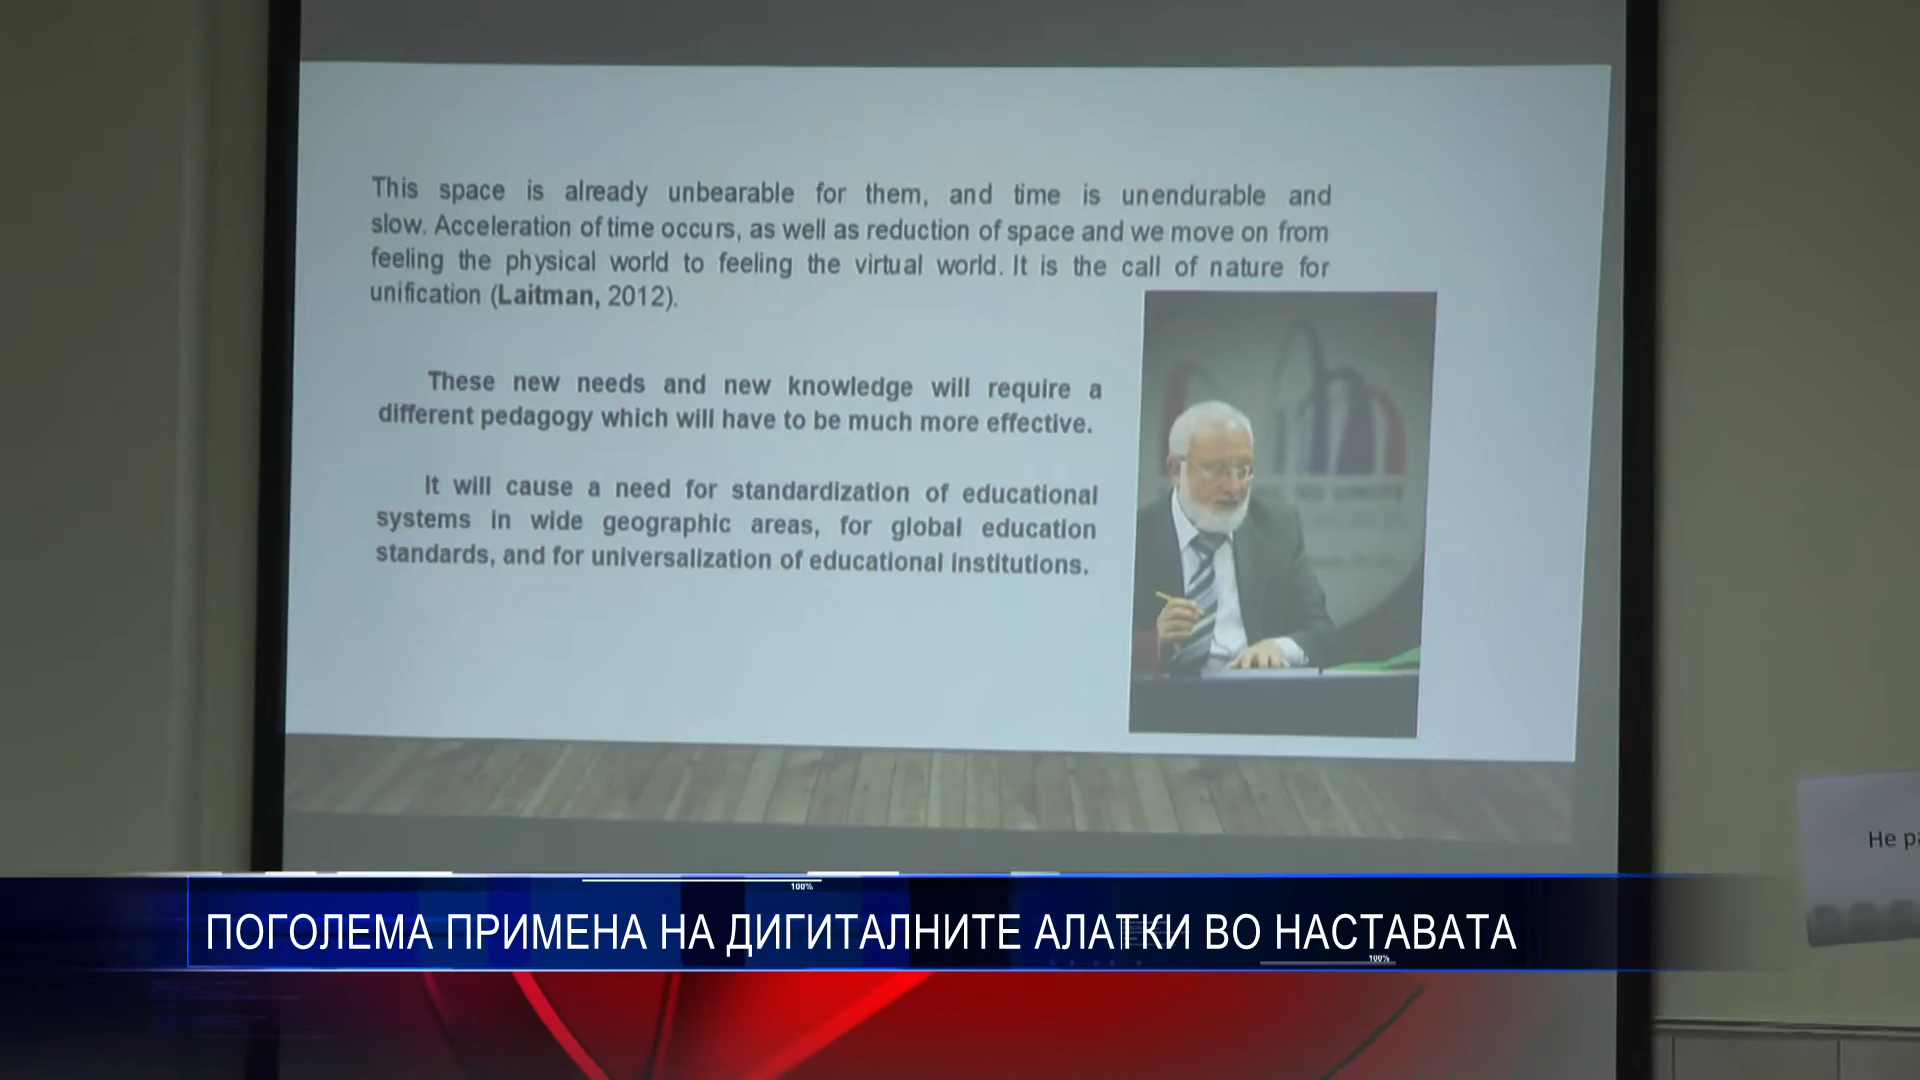 This space is already unbearable for them, and time is unendurable and
slow. Acceleration of time occurs, as well as reduction of space and we move on from
feeling the physical world to feeling the virtual world. It is the call of nature for
unification (Laitman, 2012).
These new needs and new knowledge will require a
different pedagogy which will have to be much more effective.
It will cause a need for standardization of educational
systems in wide geographic areas, for global education
standards, and for universalization of educational institutions.
Не
100%
ПОГОЛЕМА ПРИМЕНА НА ДИГИТАЛНИТЕ АЛАТКИ ВО НАСТАВАТА
100%